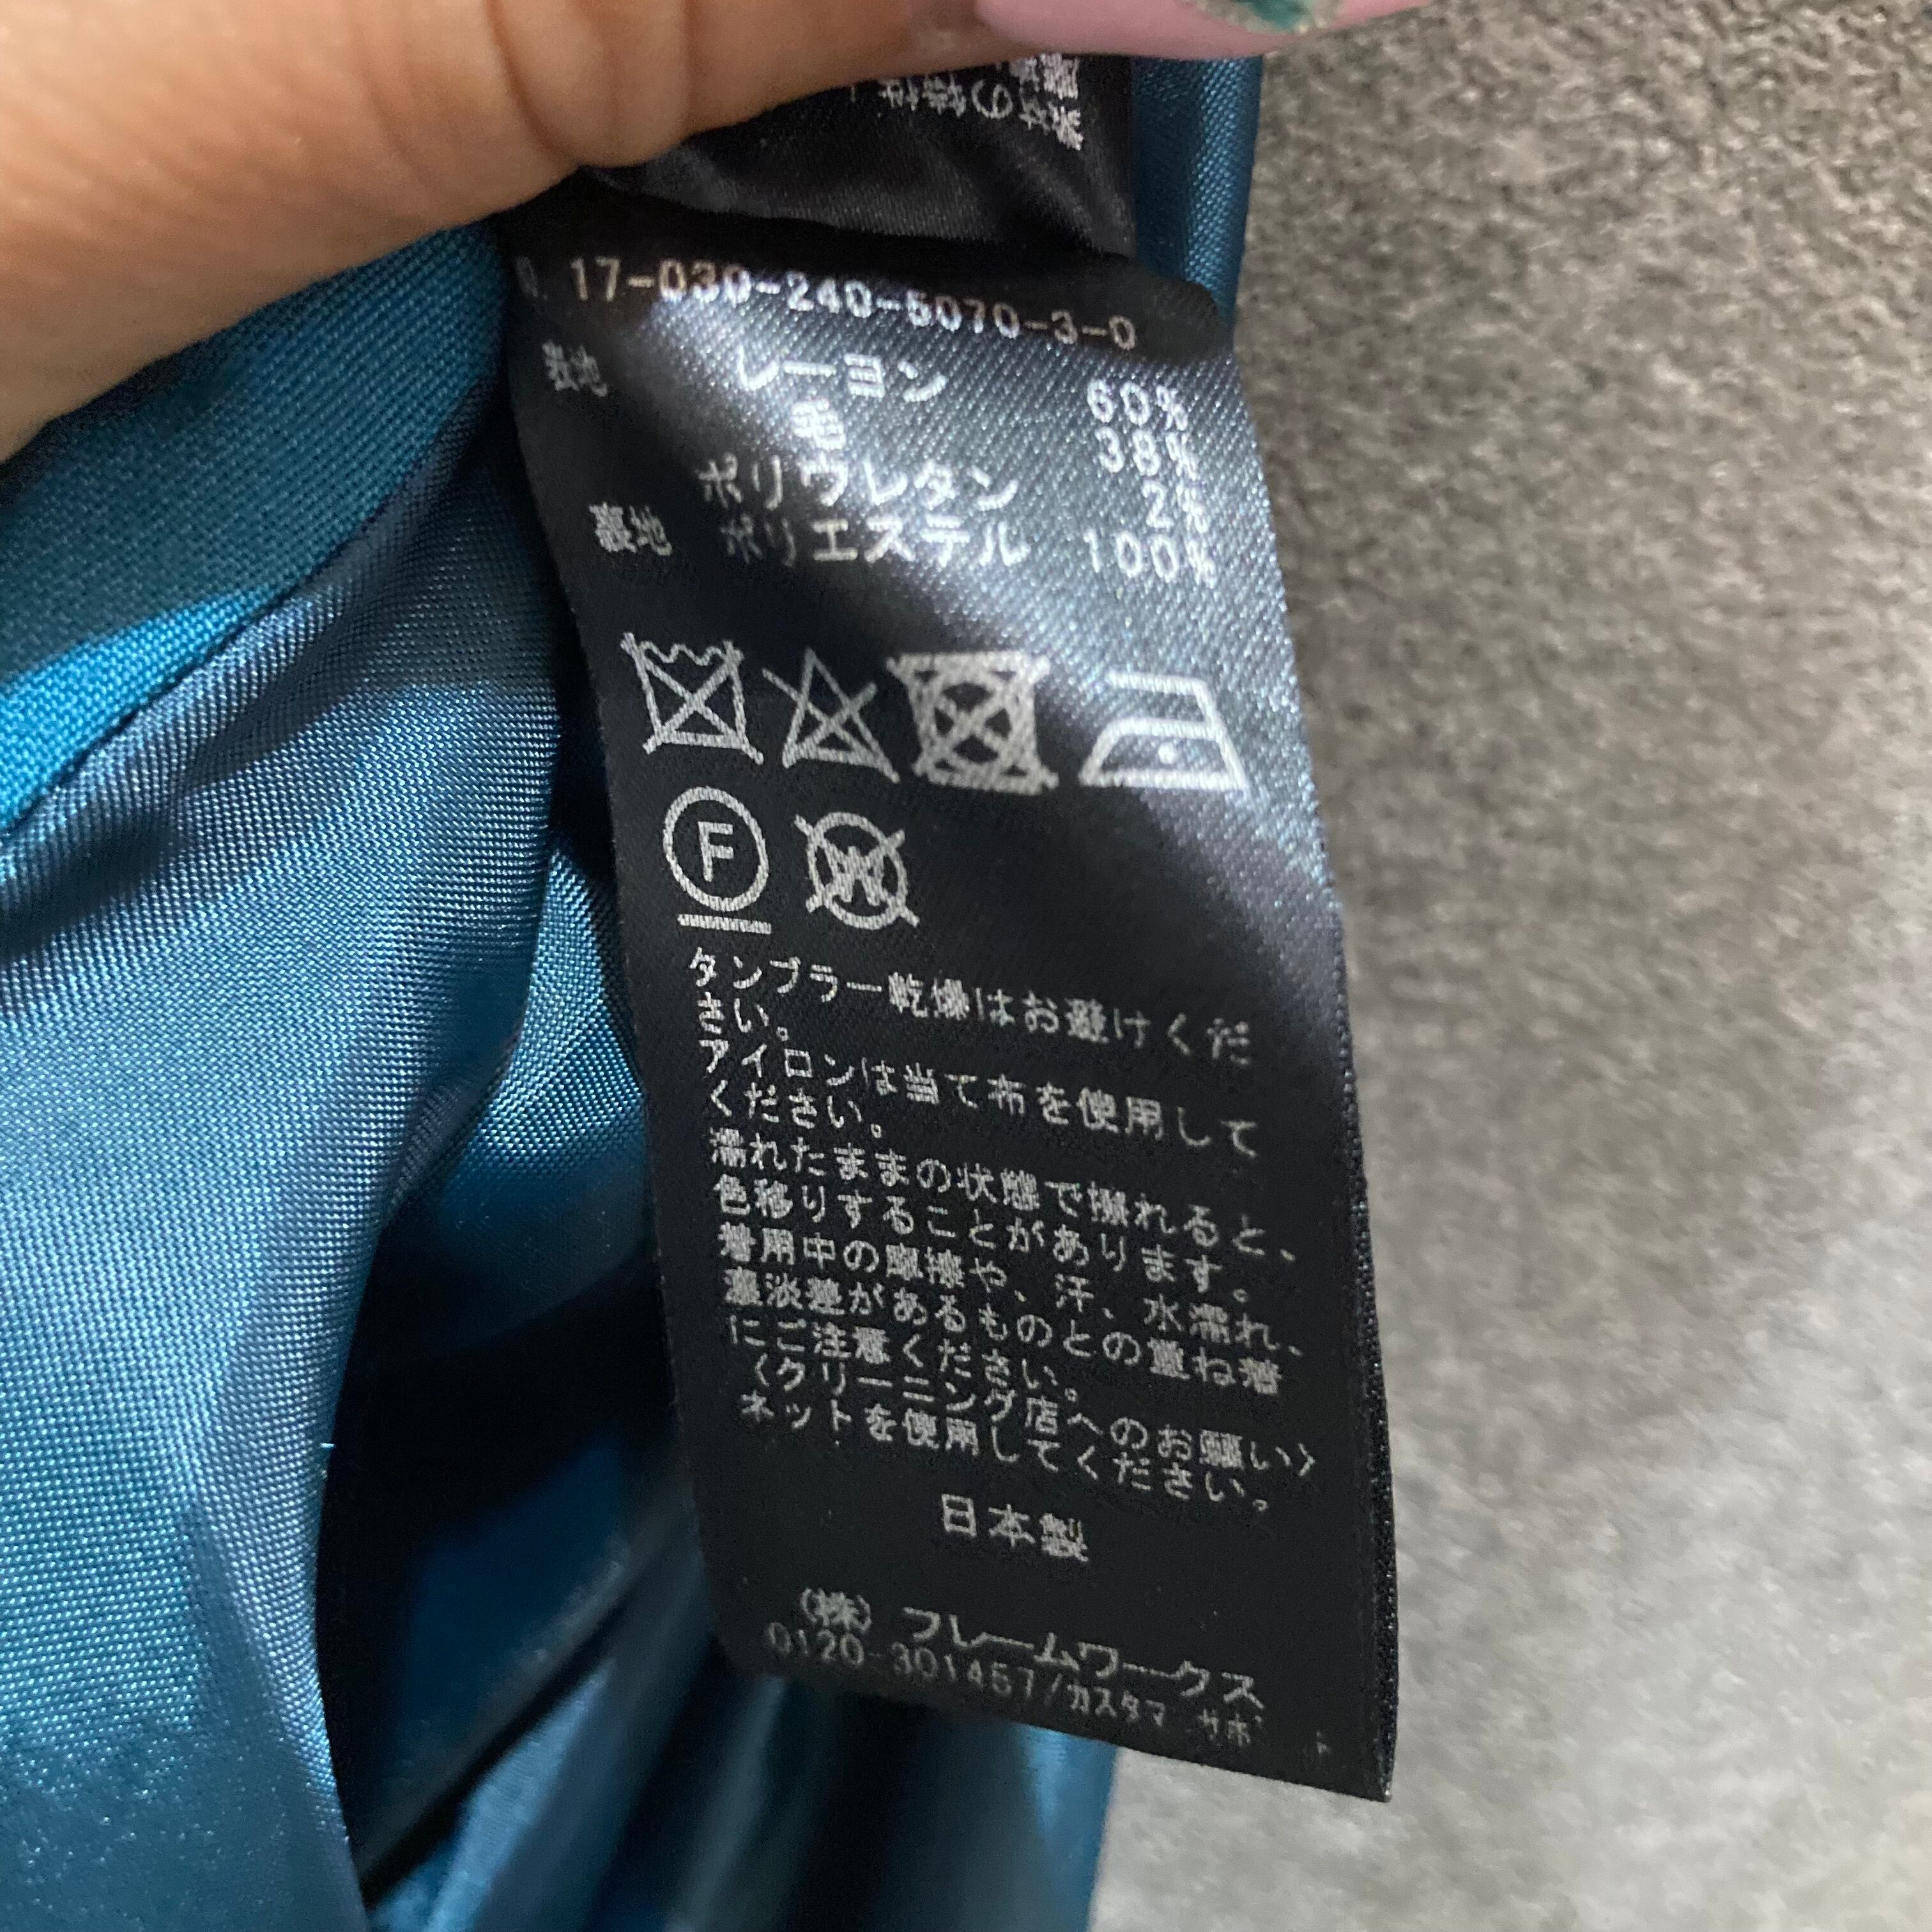 水の特性
17-030-240-5070-3-0
表地 レーヨン 60%
毛 38%
ポリウレタン 2%
裏地 ポリエステル 100%
F
W
タンブラー乾燥はお避けくだ
さい。
アイロンは当て布を使用して
ください。
濡れたままの状態で擦れると、
色移りすることがあります。
着用中の摩擦や、汗、水濡れ、
濃淡差があるものとの重ね着
にご注意ください。
〈クリーニング店へのお願い〉
ネットを使用してください。
日本製
(株) フレームワークス
0120-301457/カスタマ サポ ト